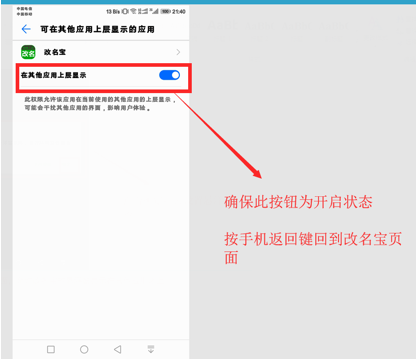 中国电信
中国移动
13 B/s 21:40
可在其他应用上层显示的应用
改名
改名宝
在其他应用上层显示
此权限允许该应用在当前使用的其他应用的上层显示，
可能会干扰其他应用的界面，影响用户体验。
确保此按钮为开启状态
按手机返回键回到改名宝页
面